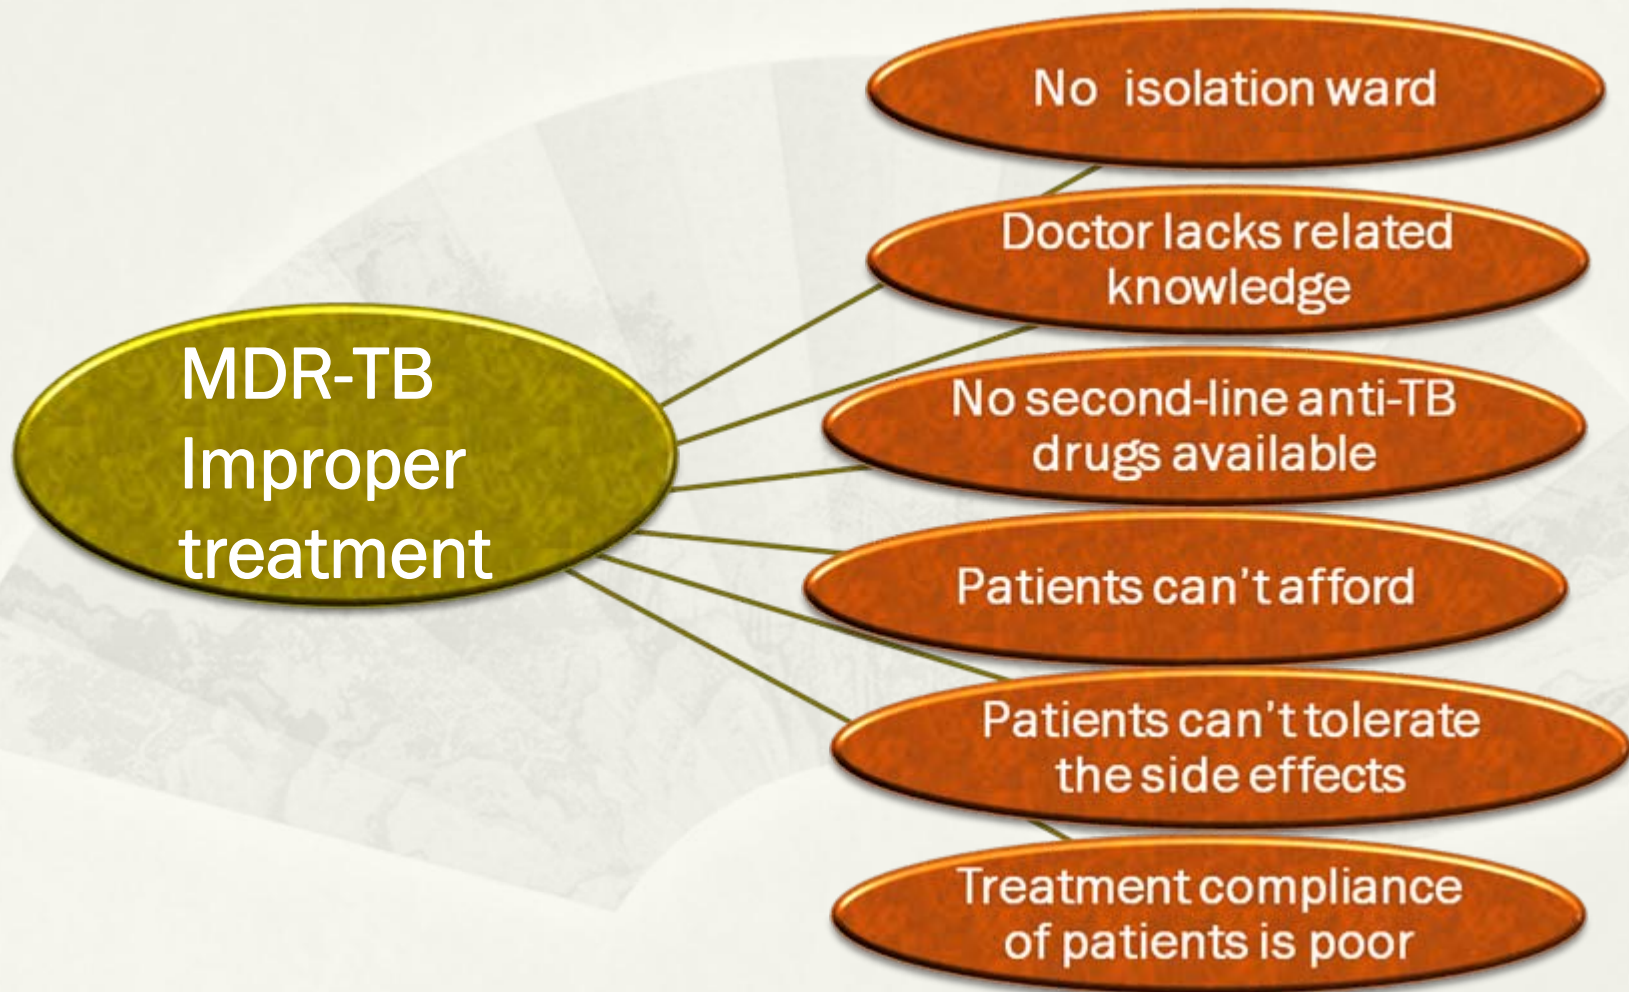 MDR-TB
Improper
treatment
No isolation ward
Doctor lacks related
knowledge
No second-line anti-TB
drugs available
Patients can't afford
Patients can't tolerate
the side effects
Treatment compliance
of patients is poor